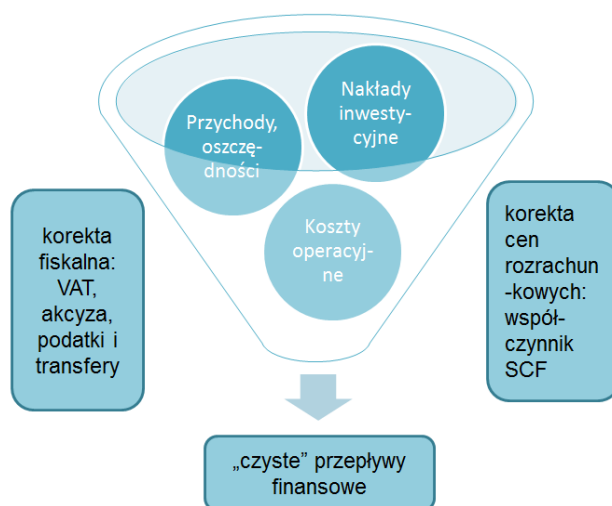 Nakłady
inwesty-
cyjne
Przychody,
oszczę-
dności
Koszty
operacyj-
ne
korekta
fiskalna:
VAT,
akcyza,
podatki i
transfery
korekta
cen
rozrachun
-kowych:
współ-
czynnik
SCF
„czyste” przepływy
finansowe